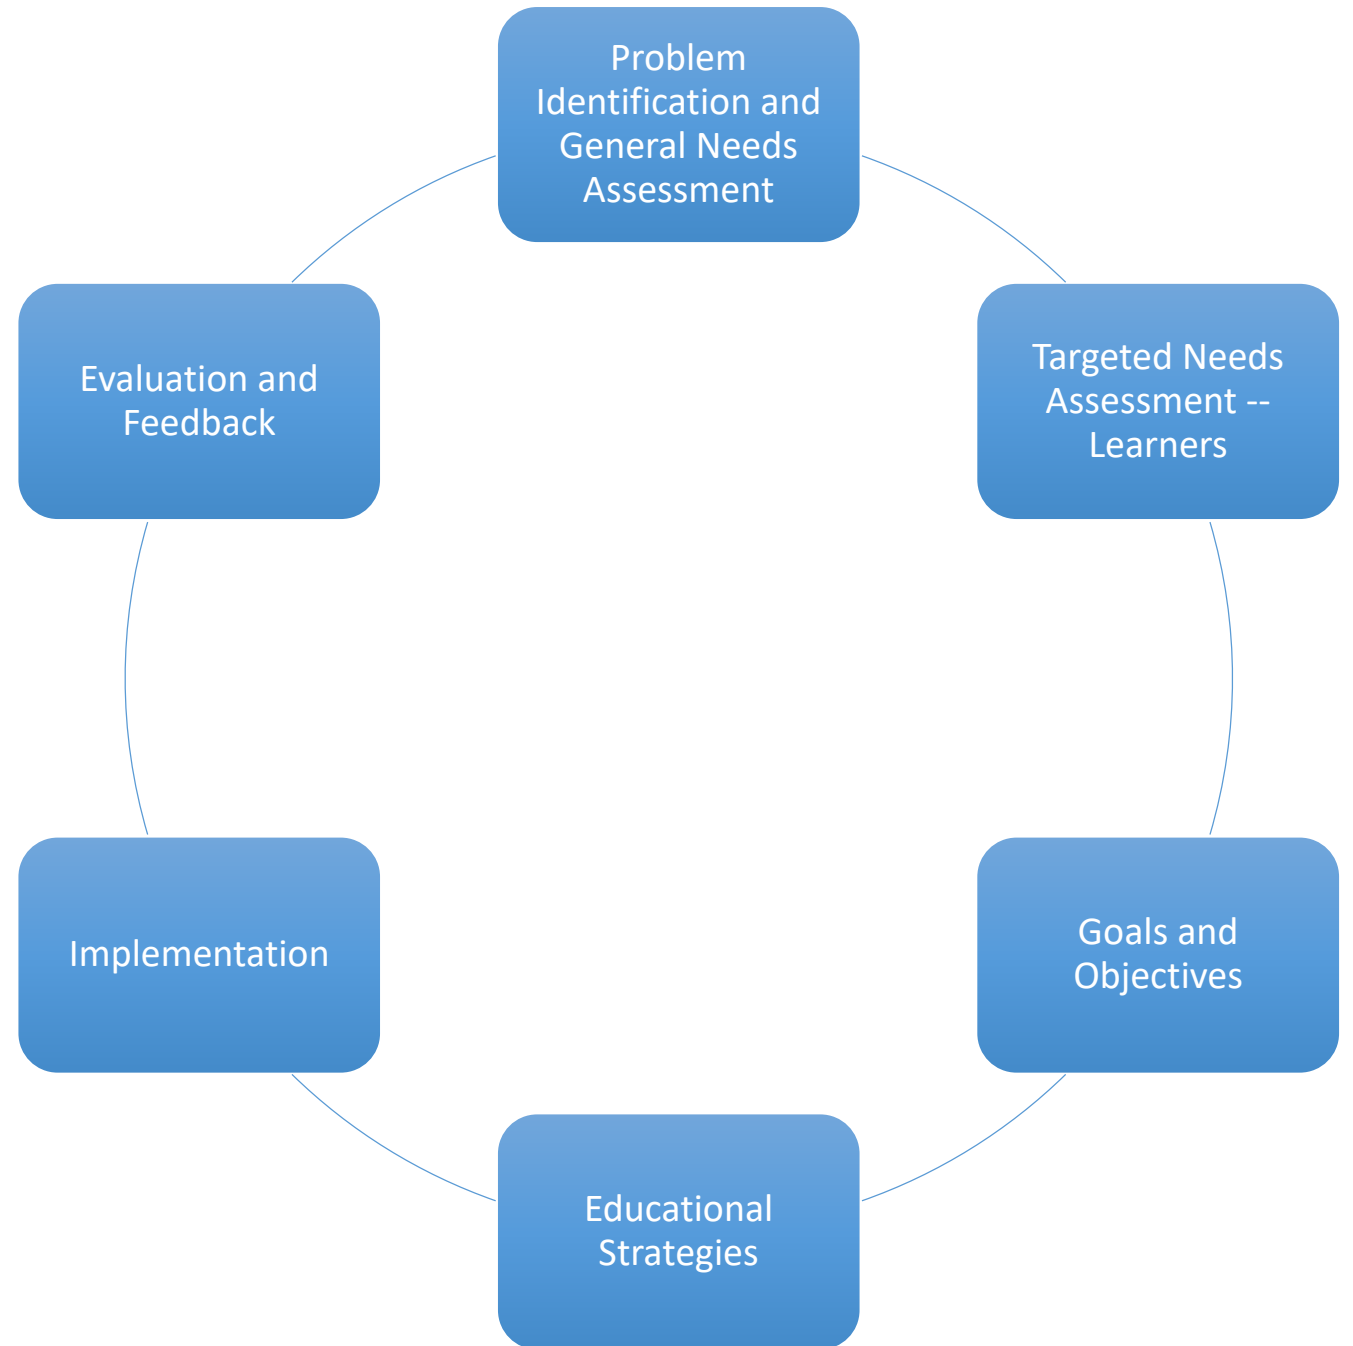 Problem
Identification and
General Needs
Assessment
Targeted Needs
Assessment --
Learners
Goals and
Objectives
Educational
Strategies
Implementation
Evaluation and
Feedback